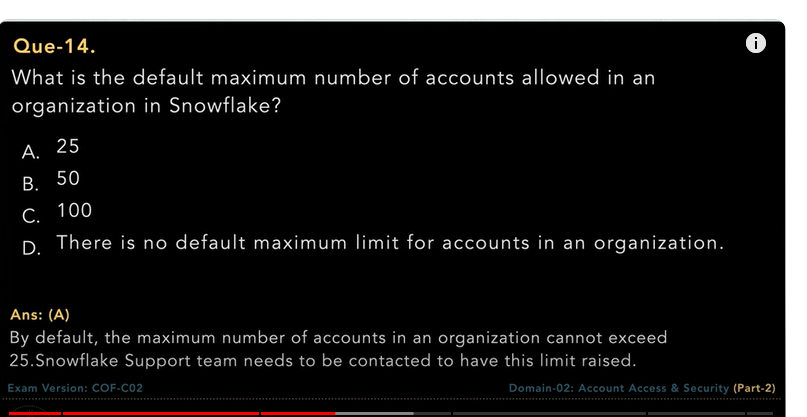 Que-14.
i
What is the default maximum number of accounts allowed in an
organization in Snowflake?
A. 25
B. 50
C. 100
D. There is no default maximum limit for accounts in an organization.
Ans: (A)
By default, the maximum number of accounts in an organization cannot exceed
25.Snowflake Support team needs to be contacted to have this limit raised.
Exam Version: COF-C02
Domain-02: Account Access & Security (Part-2)